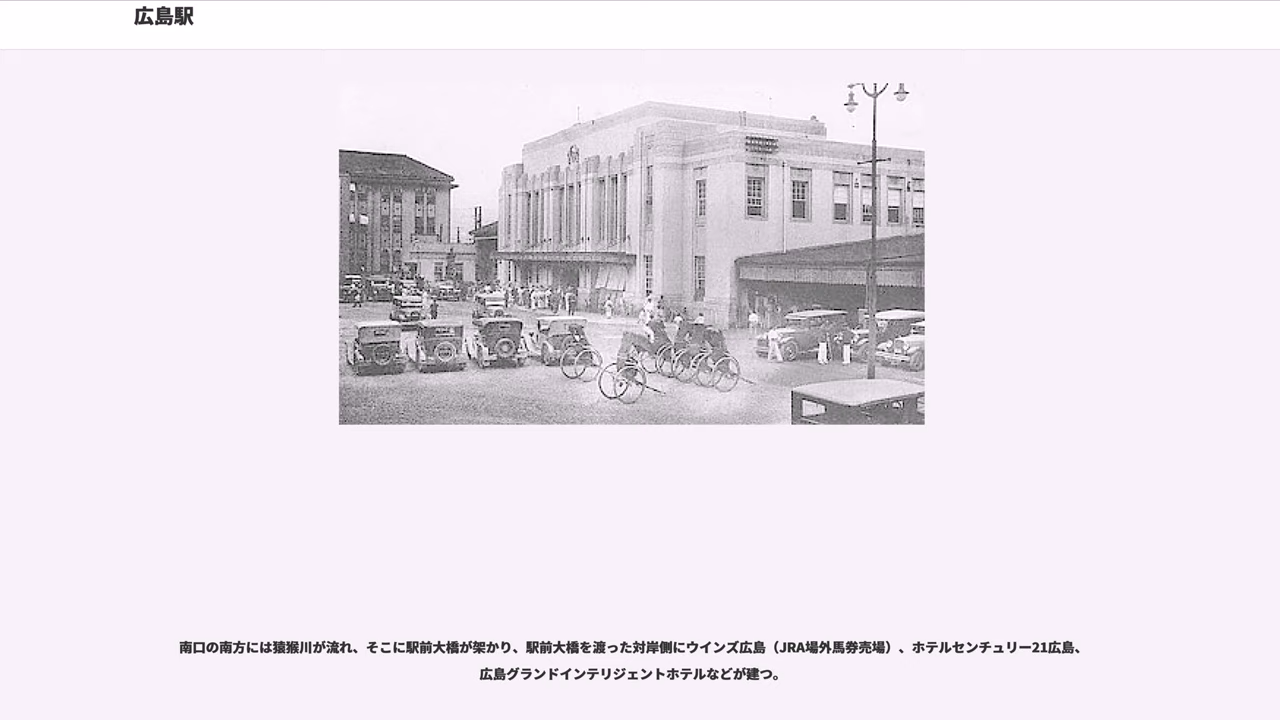 広島駅
南口の南方には猿猴川が流れ、そこに駅前大橋が架かり、駅前大橋を渡った対岸側にウインズ広島（JRA場外馬券売場）、ホテルセンチュリー21広島、
広島グランドインテリジェントホテルなどが建つ。